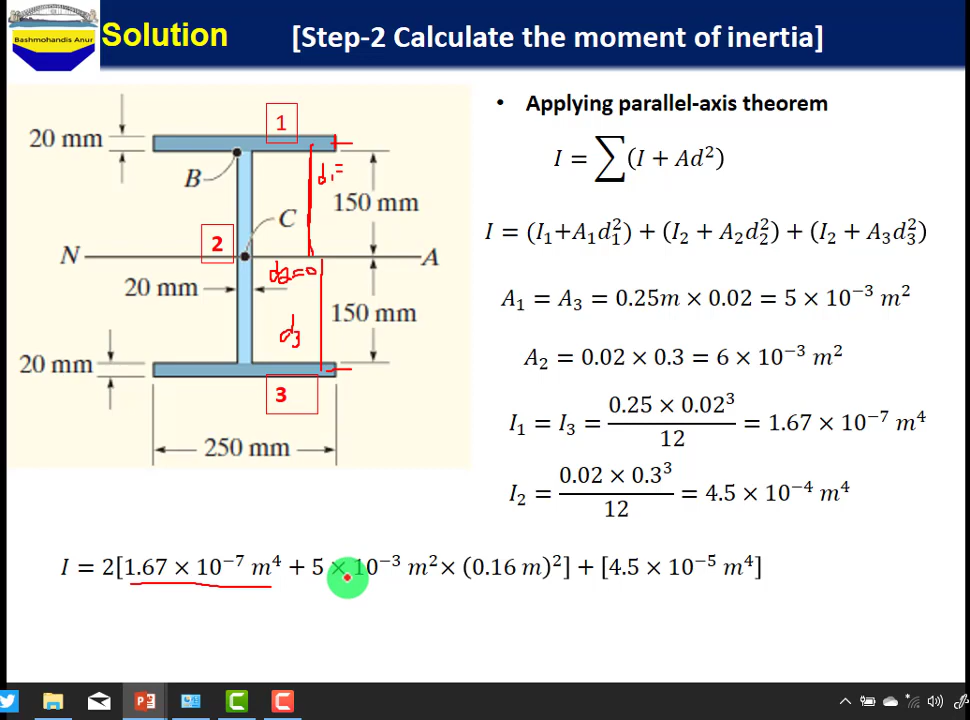 Bashmohandis Anur
Solution
[Step-2 Calculate the moment of inertia]
• Applying parallel-axis theorem
I = ∑(I + Ad²)
I = (I₁+A₁d₁²) + (I₂ + A₂d₂²) + (I₂ + A₃d₃²)
A₁ = A₃ = 0.25m × 0.02 = 5 × 10⁻³ m²
A₂ = 0.02 × 0.3 = 6 × 10⁻³ m²
I₁ = I₃ = 0.25 × 0.02³ / 12 = 1.67 × 10⁻⁷ m⁴
I₂ = 0.02 × 0.3³ / 12 = 4.5 × 10⁻⁴ m⁴
1
20 mm
B
d₁=
150 mm
C
2
N
A
d2=0
20 mm
150 mm
d3
20 mm
3
250 mm
I = 2[1.67 × 10⁻⁷ m⁴ + 5 × 10⁻³ m² × (0.16 m)²] + [4.5 × 10⁻⁵ m⁴]